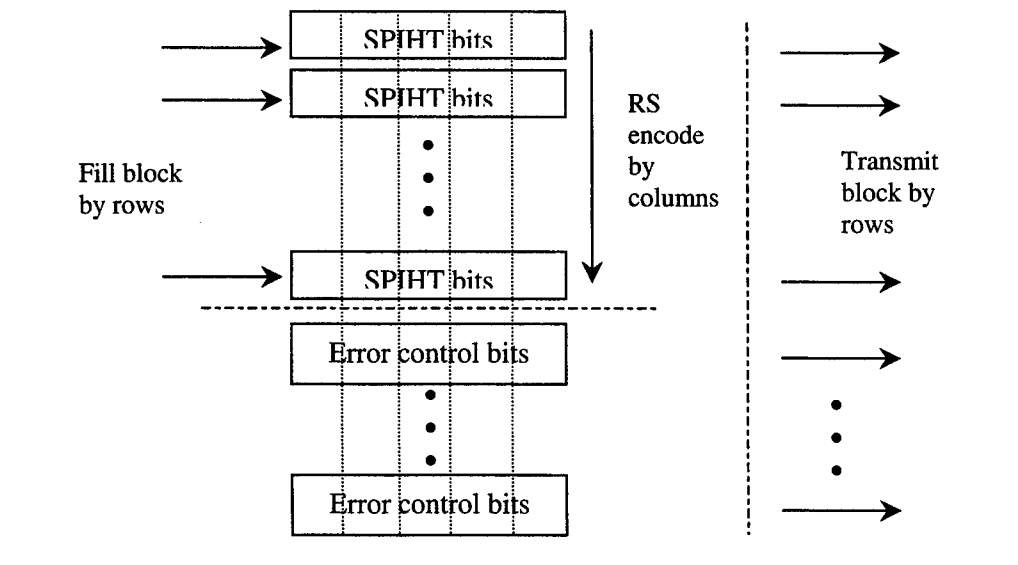 SPIHT bits
SPIHT bits
Fill block
by rows
SPIHT bits
RS
encode
by
columns
Transmit
block by
rows
Error control bits
Error control bits